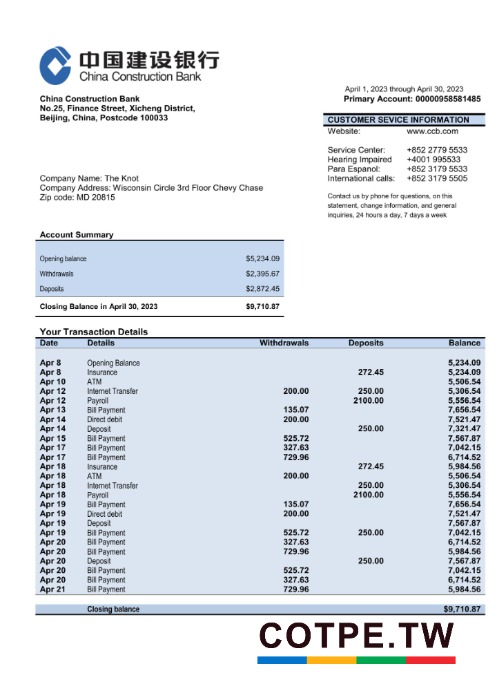 中国建设银行
China Construction Bank
China Construction Bank
No.25, Finance Street, Xicheng District,
Beijing, China, Postcode 100033
April 1, 2023 through April 30, 2023
Primary Account: 00000958581485
CUSTOMER SEVICE INFORMATION
Website: www.ccb.com
Service Center: +852 2779 5533
Hearing Impaired +4001 995533
Para Espanol: +852 3179 5533
International calls: +852 3179 5505
Contact us by phone for questions, on this
statement, change information, and general
inquiries, 24 hours a day, 7 days a week
Company Name: The Knot
Company Address: Wisconsin Circle 3rd Floor Chevy Chase
Zip code: MD 20815
Account Summary
Opening balance $5,234.09
Withdrawals $2,395.67
Deposits $2,872.45
Closing Balance in April 30, 2023 $9,710.87
Your Transaction Details
Date Details Withdrawals Deposits Balance
Apr 8 Opening Balance 5,234.09
Apr 8 Insurance 272.45 5,234.09
Apr 10 ATM 5,506.54
Apr 12 Internet Transfer 200.00 250.00 5,306.54
Apr 12 Payroll 2100.00 5,556.54
Apr 13 Bill Payment 135.07 7,656.54
Apr 14 Direct debit 200.00 7,521.47
Apr 14 Deposit 250.00 7,321.47
Apr 15 Bill Payment 525.72 7,567.87
Apr 17 Bill Payment 327.63 7,042.15
Apr 17 Bill Payment 729.96 6,714.52
Apr 18 Insurance 272.45 5,984.56
Apr 18 ATM 200.00 5,506.54
Apr 18 Internet Transfer 250.00 5,306.54
Apr 18 Payroll 2100.00 5,556.54
Apr 19 Bill Payment 135.07 7,656.54
Apr 19 Direct debit 200.00 7,521.47
Apr 19 Deposit 7,567.87
Apr 19 Bill Payment 525.72 250.00 7,042.15
Apr 20 Bill Payment 327.63 6,714.52
Apr 20 Bill Payment 729.96 5,984.56
Apr 20 Deposit 250.00 7,567.87
Apr 20 Bill Payment 525.72 7,042.15
Apr 20 Bill Payment 327.63 6,714.52
Apr 21 Bill Payment 729.96 5,984.56
Closing balance $9,710.87
COTPE.TW